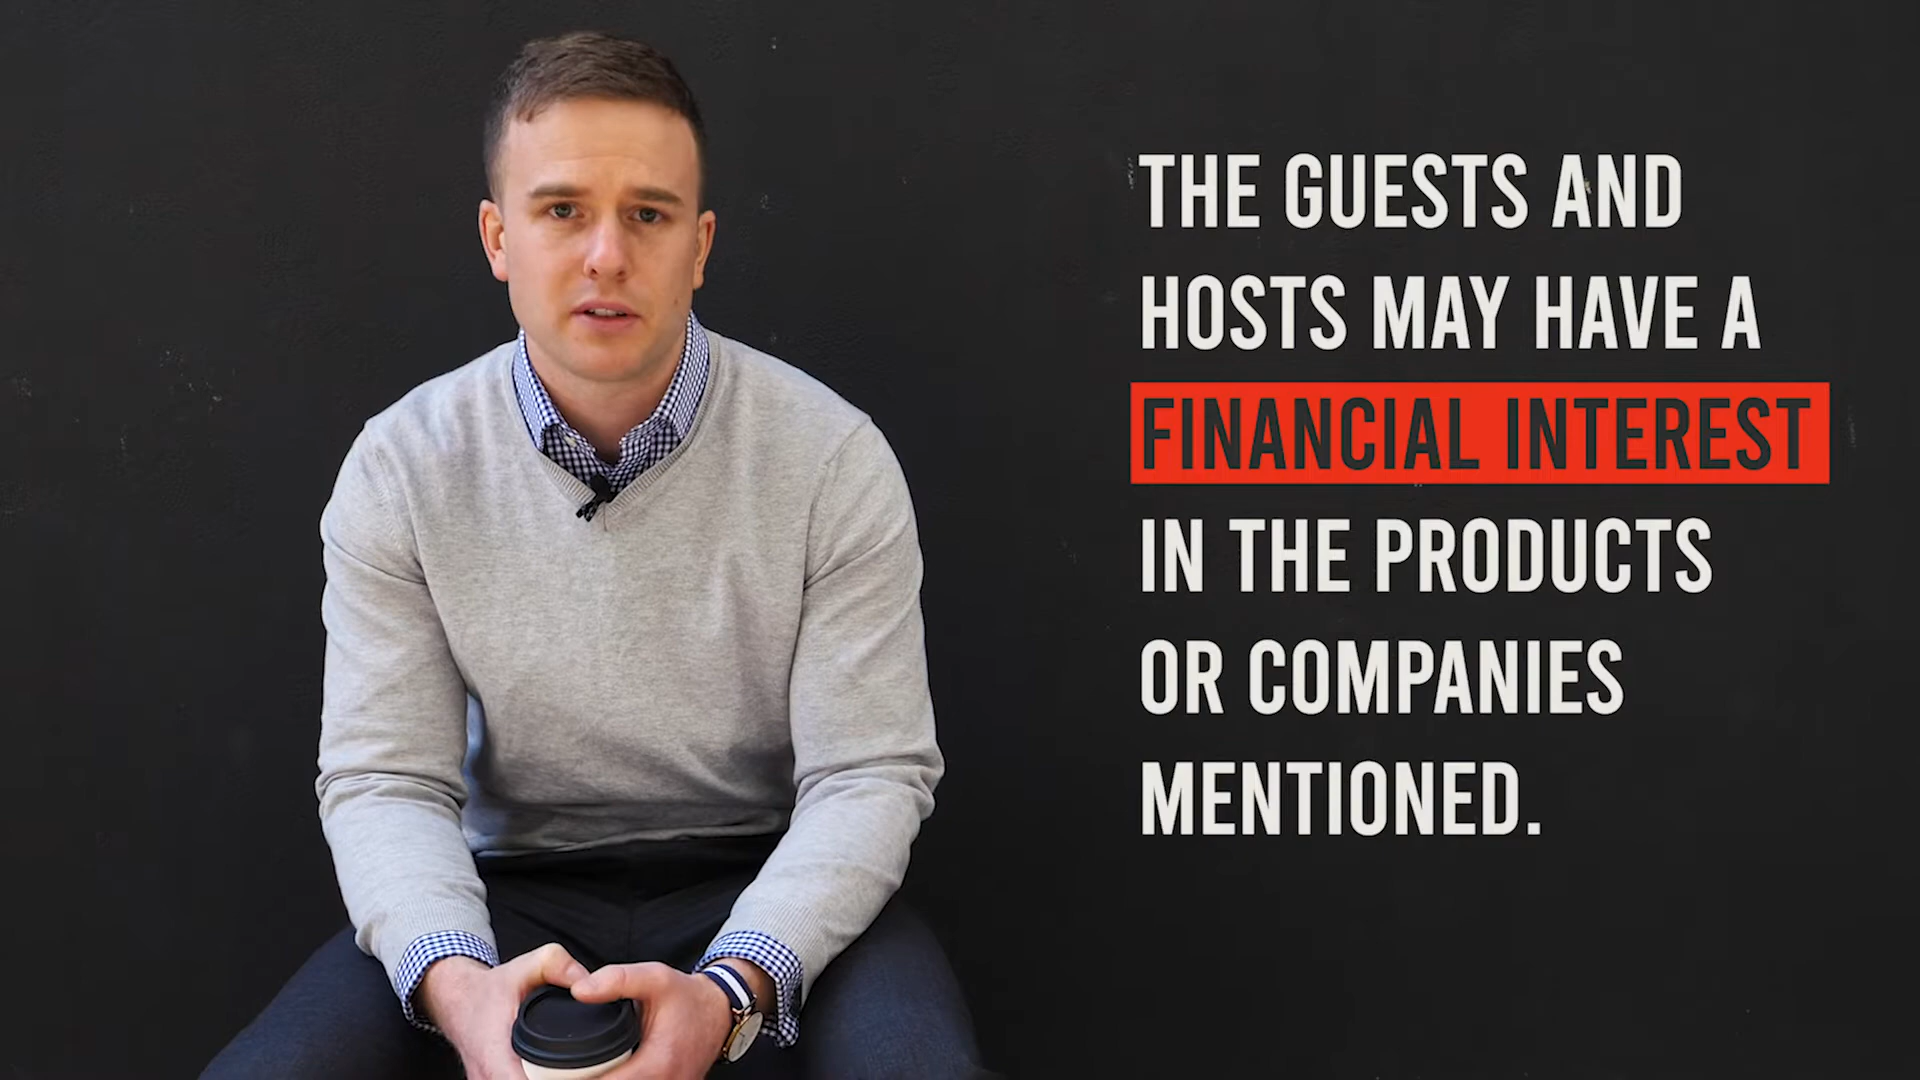 THE GUESTS AND
HOSTS MAY HAVE A
FINANCIAL INTEREST
IN THE PRODUCTS
OR COMPANIES
MENTIONED.